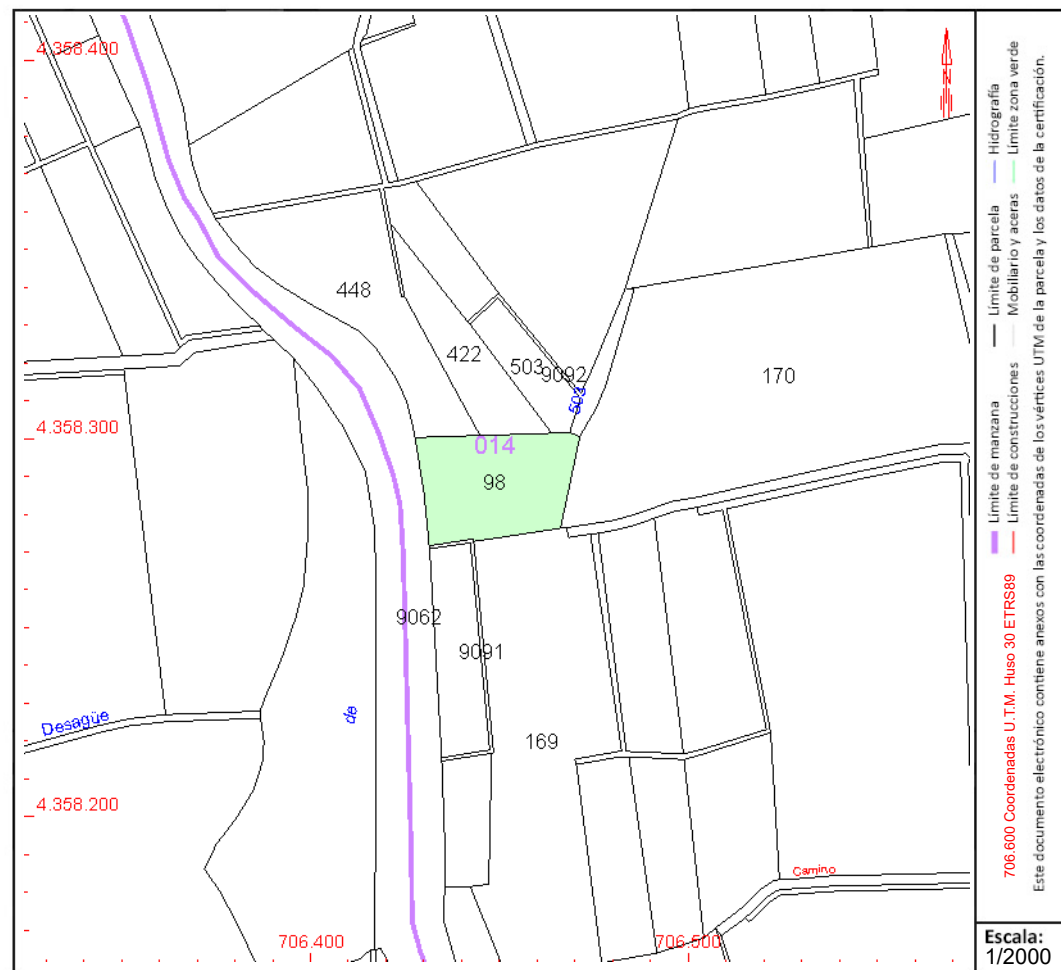 4.358.400
N
448
422
503
9092
503
170
4.358.300
014
98
9062
9091
Desagüe
de
169
4.358.200
Camino
706.400
706.500
Límite de manzana
Límite de parcela
Hidrografía
Límite de construcciones
Mobiliario y aceras
Límite zona verde
706.600 Coordenadas U.T.M. Huso 30 ETRS89
Este documento electrónico contiene anexos con las coordenadas de los vértices UTM de la parcela y los datos de la certificación.
Escala:
1/2000